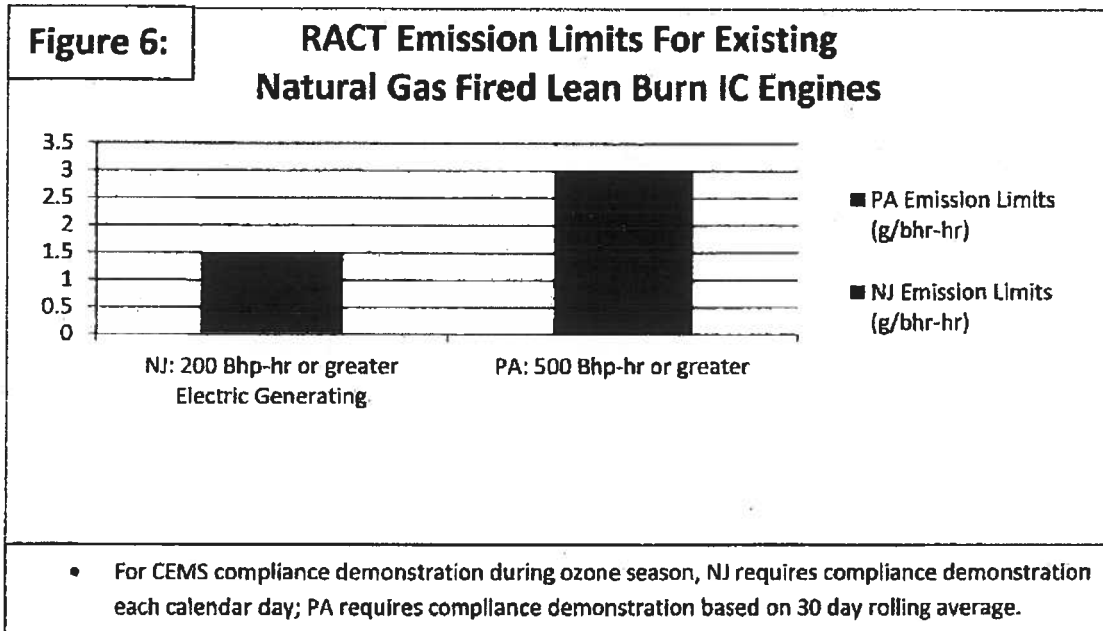 Figure 6:
RACT Emission Limits For Existing
Natural Gas Fired Lean Burn IC Engines
3.5
3
2.5
2
1.5
1
0.5
0
NJ: 200 Bhp-hr or greater
Electric Generating
PA: 500 Bhp-hr or greater
PA Emission Limits
(g/bhr-hr)
NJ Emission Limits
(g/bhr-hr)
• For CEMS compliance demonstration during ozone season, NJ requires compliance demonstration
each calendar day; PA requires compliance demonstration based on 30 day rolling average.